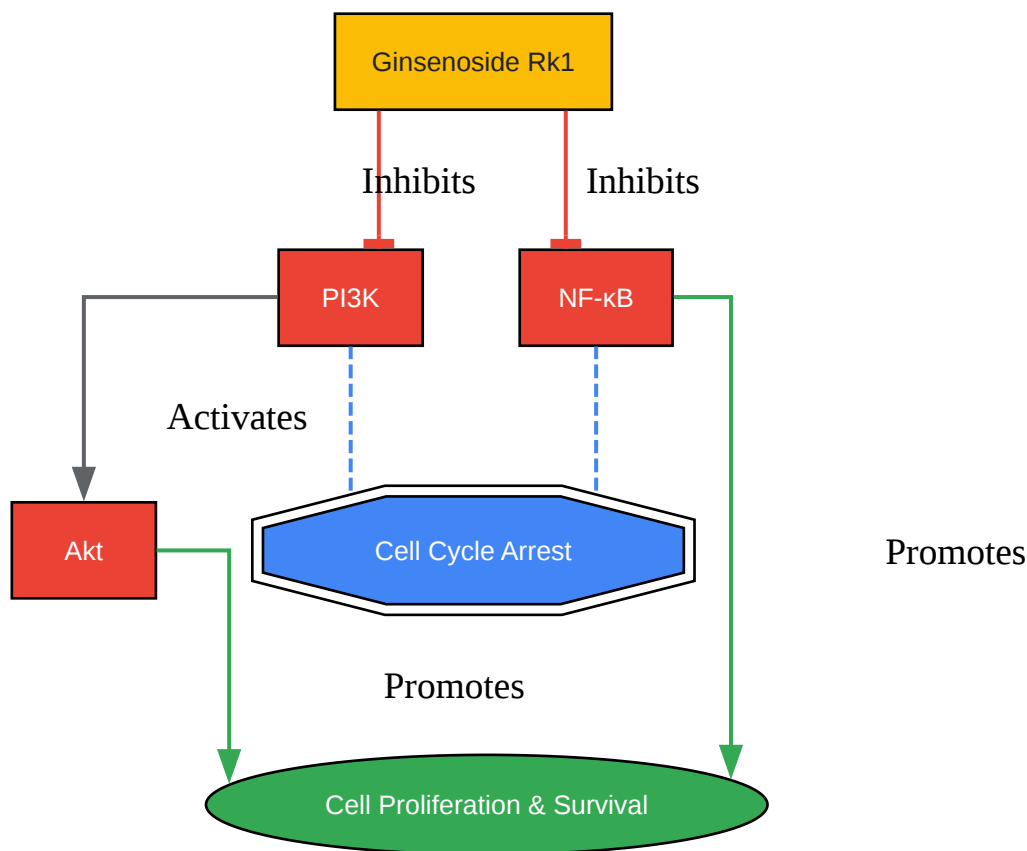 Ginsenoside Rk1
Inhibits
Inhibits
PI3K
NF-κB
Activates
Akt
Cell Cycle Arrest
Promotes
Promotes
Cell Proliferation & Survival